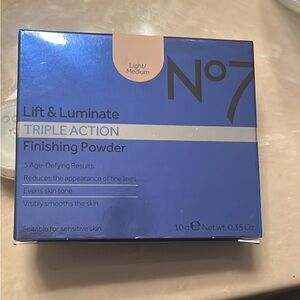 Light/
Medium
No7
Lift & Luminate
TRIPLE ACTION
Finishing Powder
3 Age-Defying Results:
Reduces the appearance of fine lines
Evens skin tone
Visibly smooths the skin
Suitable for sensitive skin
10 g ℮ Net wt. 0.35 Oz.